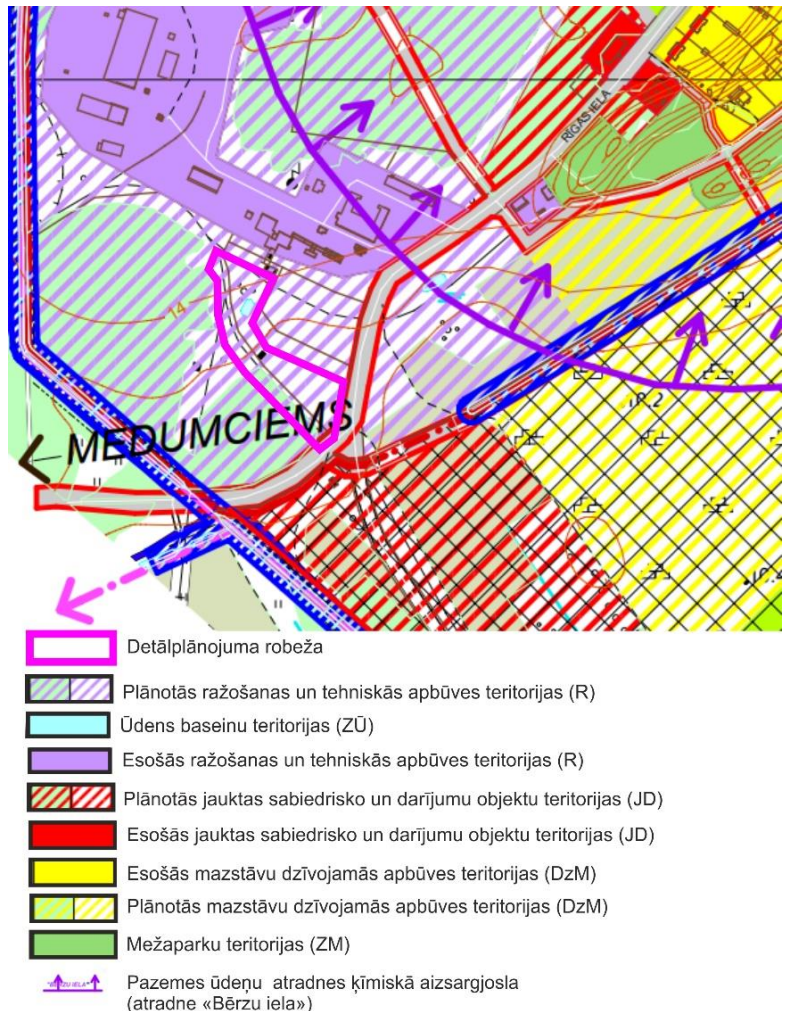 RĪGAS IELA
14
MEDUMCIEMS
Detālplānojuma robeža
Plānotās ražošanas un tehniskās apbūves teritorijas (R)
Ūdens baseinu teritorijas (ZŪ)
Esošās ražošanas un tehniskās apbūves teritorijas (R)
Plānotās jauktas sabiedrisko un darījumu objektu teritorijas (JD)
Esošās jauktas sabiedrisko un darījumu objektu teritorijas (JD)
Esošās mazstāvu dzīvojamās apbūves teritorijas (DzM)
Plānotās mazstāvu dzīvojamās apbūves teritorijas (DzM)
Mežaparku teritorijas (ZM)
"BĒRZU IELA"
Pazemes ūdeņu atradnes ķīmiskā aizsargjosla
(atradne «Bērzu iela»)